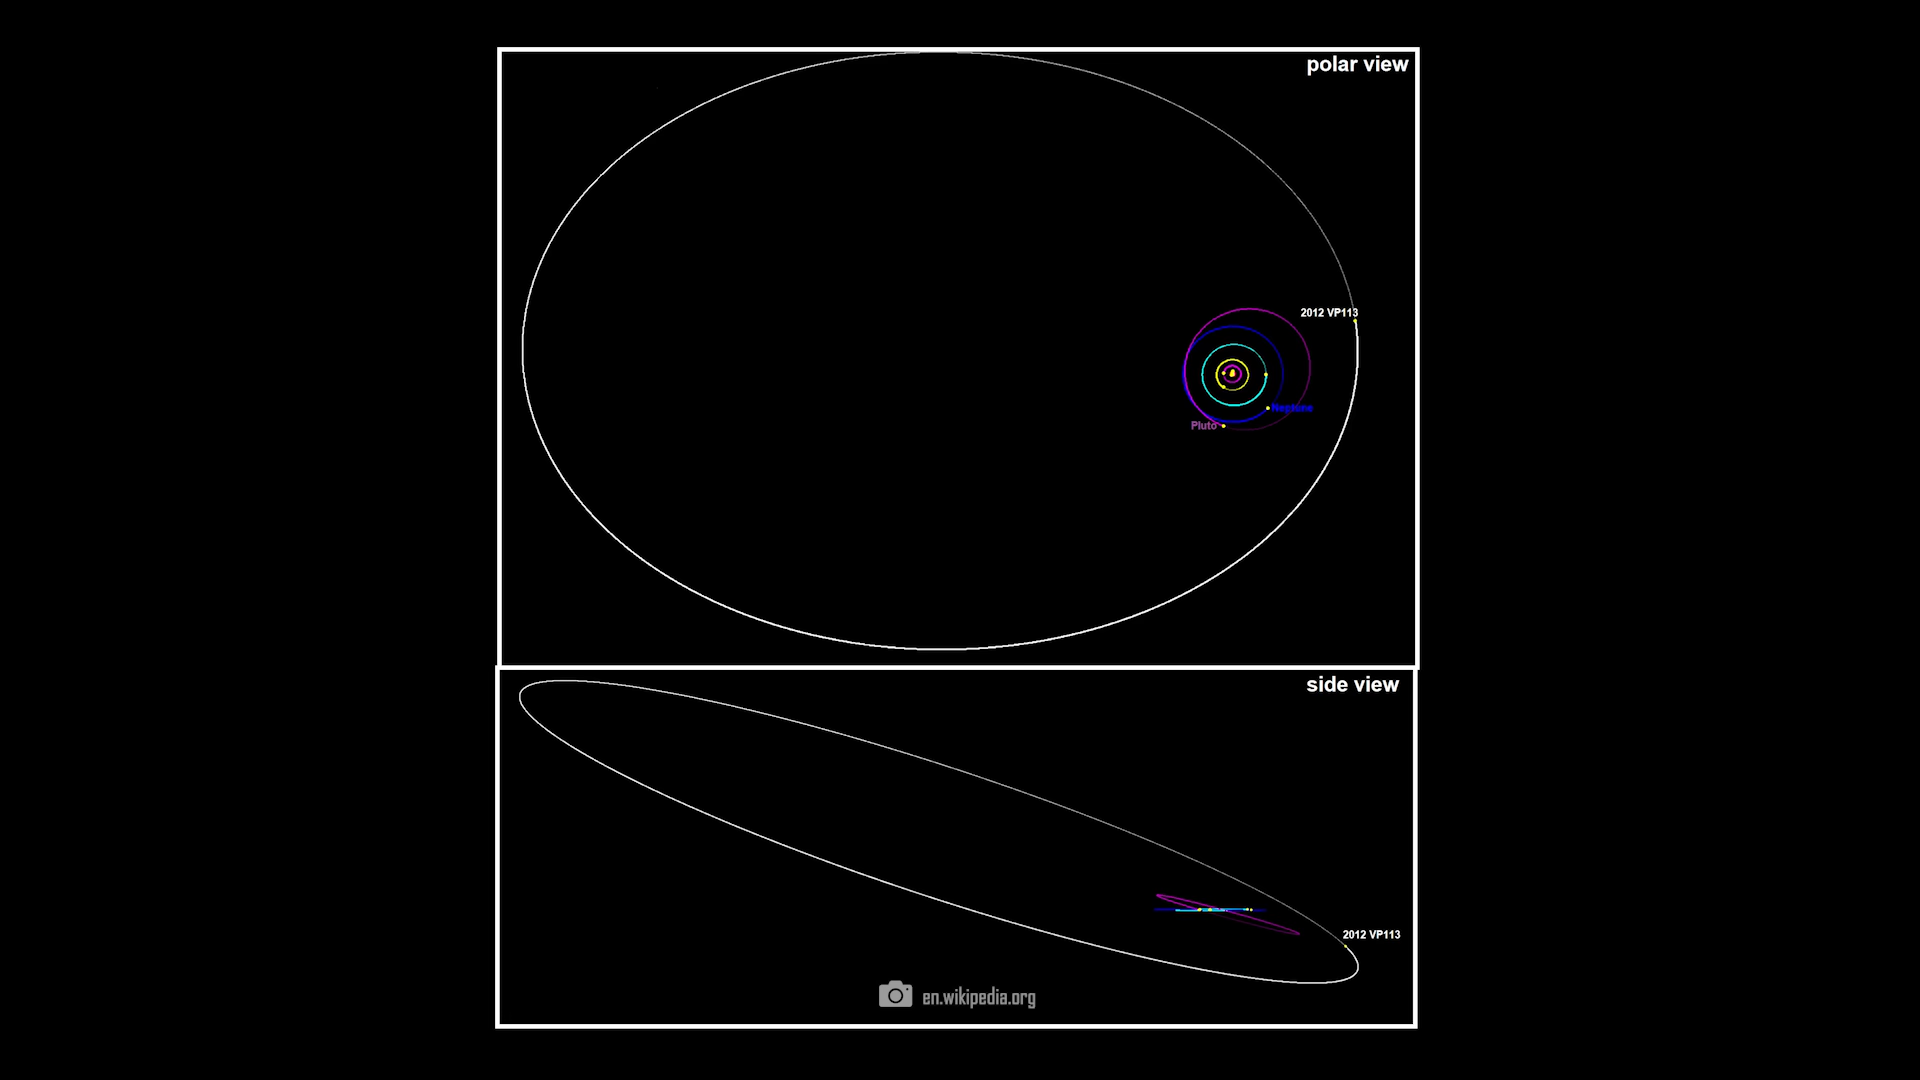 polar view
2012 VP113
Neptune
Pluto
side view
2012 VP113
en.wikipedia.org